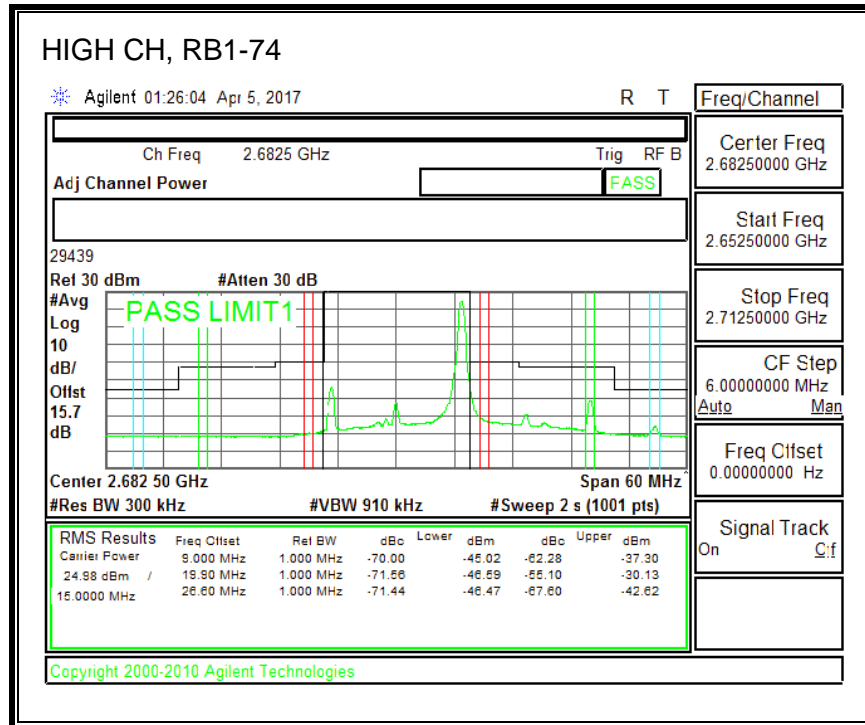 HIGH CH, RB1-74
Agilent 01:26:04 Apr 5, 2017 R T
Freq/Channel
Ch Freq 2.6825 GHz Trig RF B
Adj Channel Power PASS
Center Freq
2.68250000 GHz
Start Freq
2.65250000 GHz
29439
Ref 30 dBm #Atten 30 dB
#Avg
Log
10
dB/
Offst
15.7
dB
PASS LIMIT1
Stop Freq
2.71250000 GHz
CF Step
6.00000000 MHz
Auto Man
Freq Offset
0.00000000 Hz
Center 2.682 50 GHz Span 60 MHz
#Res BW 300 kHz #VBW 910 kHz #Sweep 2 s (1001 pts)
Signal Track
On Off
RMS Results Freq Offset Ref BW dBc Lower dBm dBc Upper dBm
Carrier Power 9.000 MHz 1.000 MHz -70.00 -45.02 -62.28 -37.30
24.98 dBm / 19.90 MHz 1.000 MHz -71.56 -46.59 -55.10 -30.13
15.0000 MHz 26.60 MHz 1.000 MHz -71.44 -46.47 -67.60 -42.62
Copyright 2000-2010 Agilent Technologies